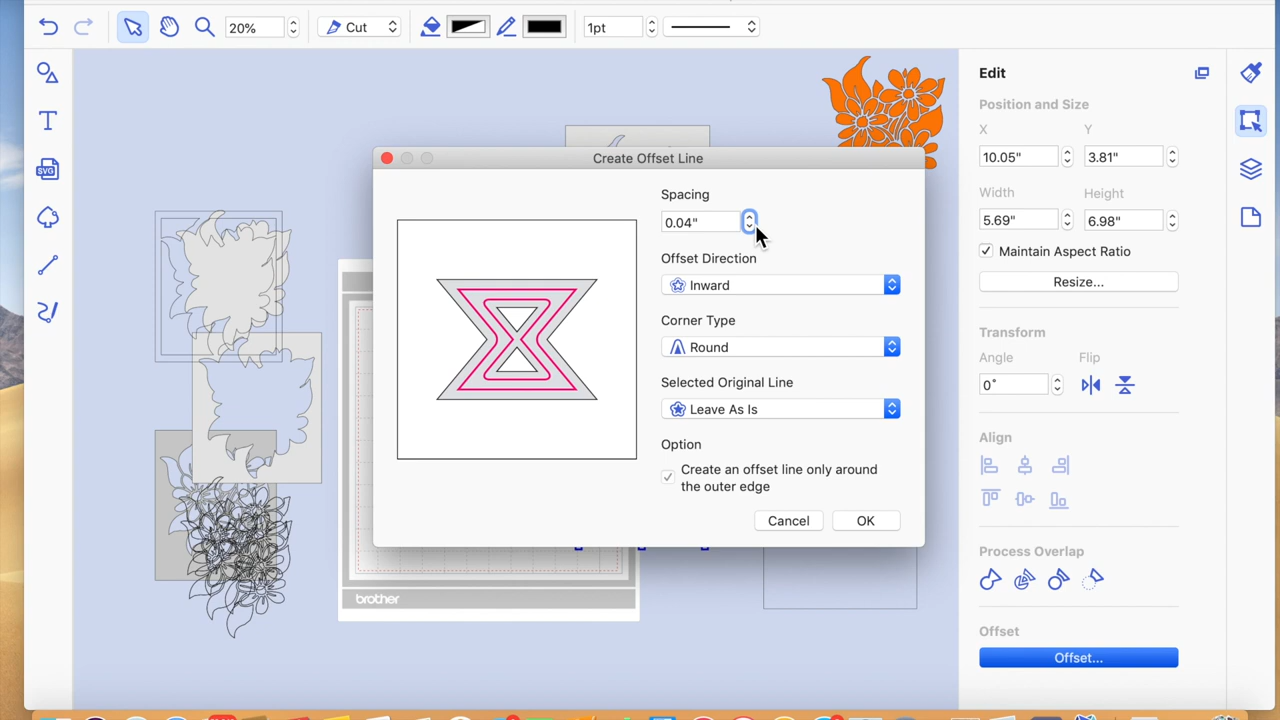 20%
Cut
1pt
Create Offset Line
Spacing
0.04"
Offset Direction
Inward
Corner Type
Round
Selected Original Line
Leave As Is
Option
Create an offset line only around
the outer edge
Cancel
OK
T
SVG
brother
Edit
Position and Size
X
Y
10.05"
3.81"
Width
Height
5.69"
6.98"
Maintain Aspect Ratio
Resize...
Transform
Angle
Flip
0°
Align
Process Overlap
Offset
Offset...